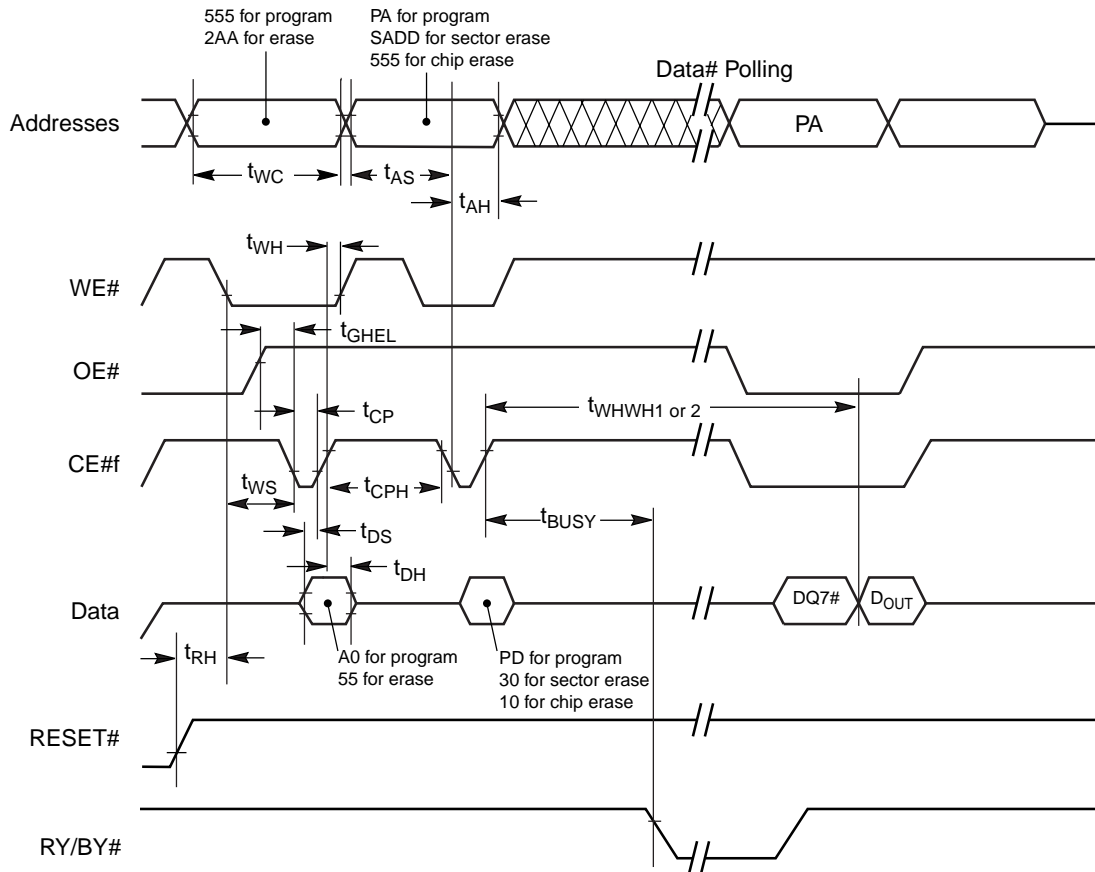 555 for program
2AA for erase
PA for program
SADD for sector erase
555 for chip erase
Data# Polling
Addresses
PA
tWC
tAS
tAH
tWH
WE#
tGHEL
OE#
tWHWH1 or 2
tCP
CE#f
tWS
tCPH
tBUSY
tDS
tDH
Data
DQ7#
DOUT
tRH
A0 for program
55 for erase
PD for program
30 for sector erase
10 for chip erase
RESET#
RY/BY#